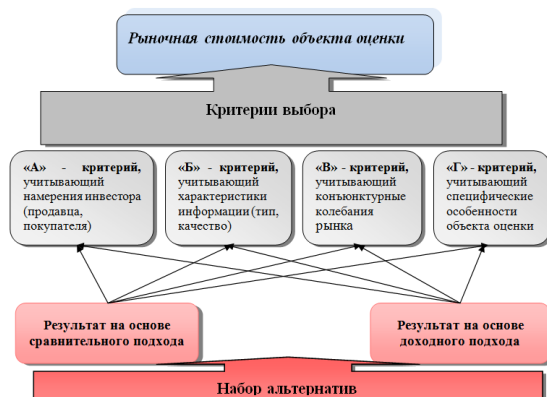 Рыночная стоимость объекта оценки
Критерии выбора
«А» - критерий,
учитывающий
намерения инвестора
(продавца,
покупателя)
«Б» - критерий,
учитывающий
характеристики
информации (тип,
качество)
«В» - критерий,
учитывающий
конъюнктурные
колебания
рынка
«Г» - критерий,
учитывающий
специфические
особенности
объекта оценки
Результат на основе
сравнительного подхода
Результат на основе
доходного подхода
Набор альтернатив